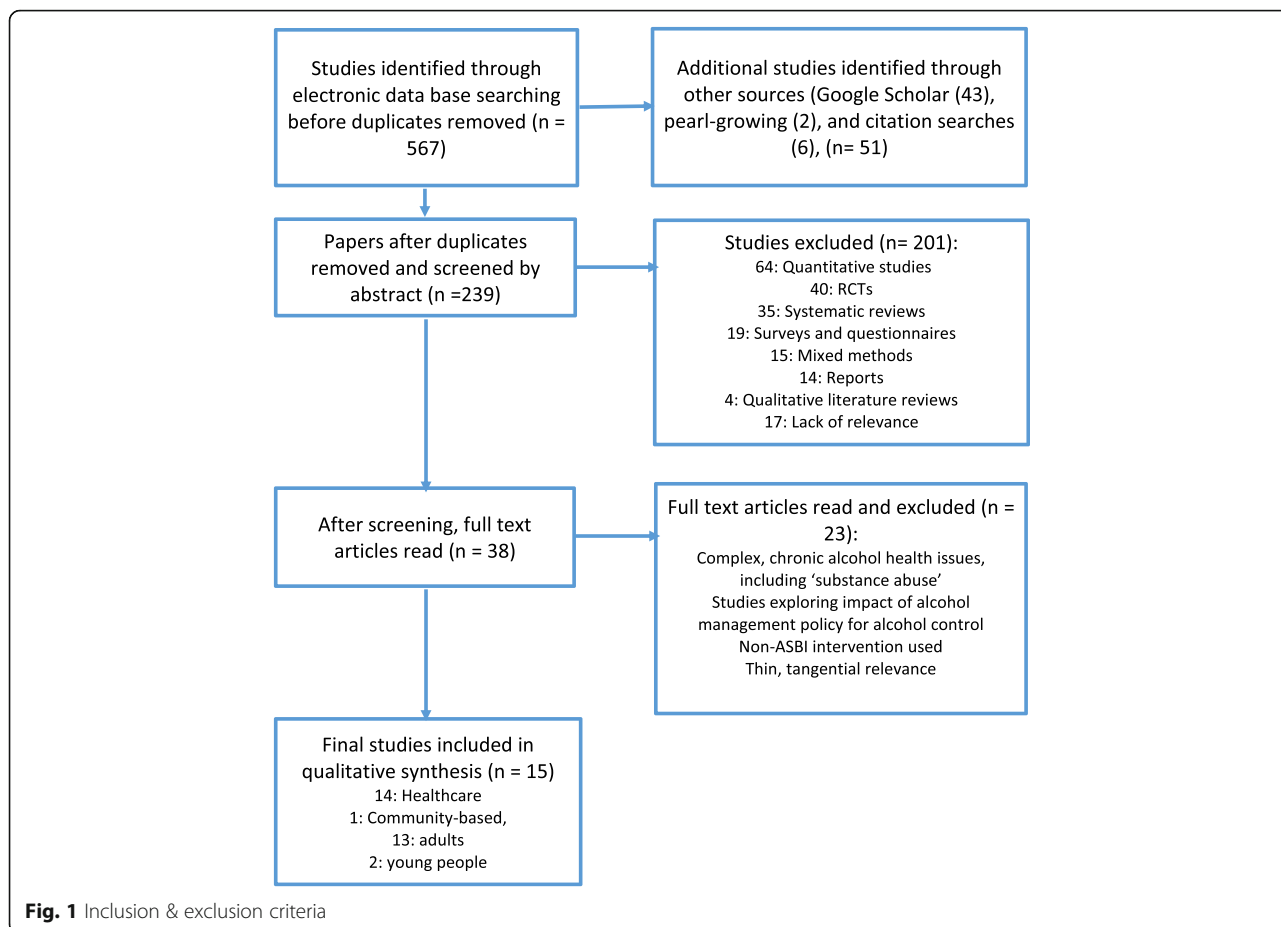 Studies identified through
electronic data base searching
before duplicates removed (n =
567)
Additional studies identified through
other sources (Google Scholar (43),
pearl-growing (2), and citation searches
(6), (n= 51)
Papers after duplicates
removed and screened by
abstract (n =239)
Studies excluded (n= 201):
64: Quantitative studies
40: RCTs
35: Systematic reviews
19: Surveys and questionnaires
15: Mixed methods
14: Reports
4: Qualitative literature reviews
17: Lack of relevance
After screening, full text
articles read (n = 38)
Full text articles read and excluded (n =
23):
Complex, chronic alcohol health issues,
including ‘substance abuse’
Studies exploring impact of alcohol
management policy for alcohol control
Non-ASBI intervention used
Thin, tangential relevance
Final studies included in
qualitative synthesis (n = 15)
14: Healthcare
1: Community-based,
13: adults
2: young people
Fig. 1 Inclusion & exclusion criteria